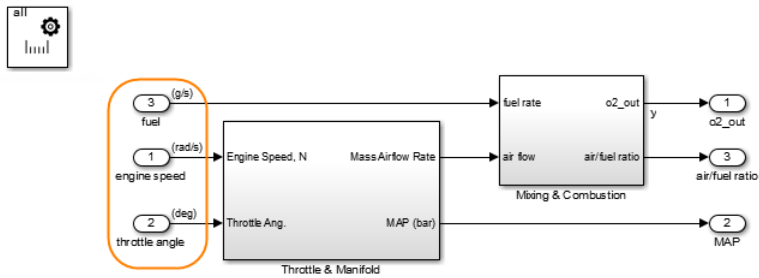 all
3
(g/s)
fuel
1
(rad/s)
engine speed
2
(deg)
throttle angle
Engine Speed, N
Mass Airflow Rate
Throttle Ang.
MAP (bar)
Throttle & Manifold
fuel rate
o2_out
air flow
air/fuel ratio
Mixing & Combustion
y
1
o2_out
3
air/fuel ratio
2
MAP